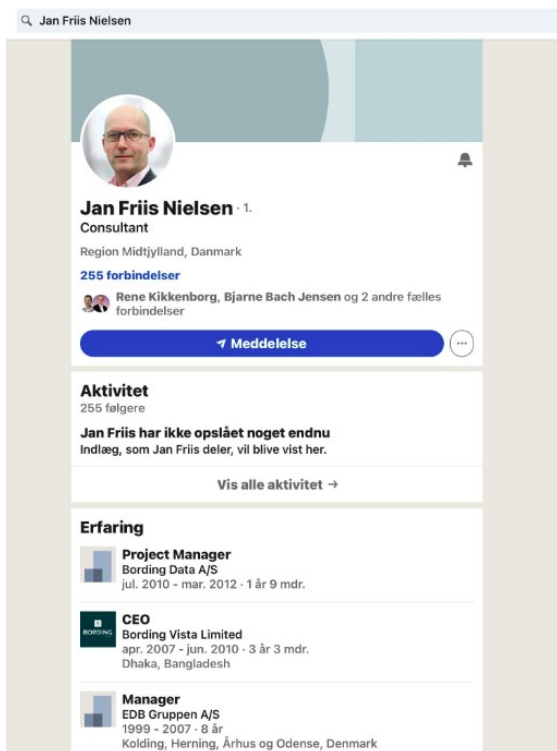 Jan Friis Nielsen
Jan Friis Nielsen · 1.
Consultant
Region Midtjylland, Danmark
255 forbindelser
Rene Kikkenborg, Bjarne Bach Jensen og 2 andre fælles
forbindelser
Meddelelse
Aktivitet
255 følgere
Jan Friis har ikke opslået noget endnu
Indlæg, som Jan Friis deler, vil blive vist her.
Vis alle aktivitet →
Erfaring
Project Manager
Bording Data A/S
jul. 2010 - mar. 2012 · 1 år 9 mdr.
BORDING
CEO
Bording Vista Limited
apr. 2007 - jun. 2010 · 3 år 3 mdr.
Dhaka, Bangladesh
Manager
EDB Gruppen A/S
1999 - 2007 · 8 år
Kolding, Herning, Århus og Odense, Denmark